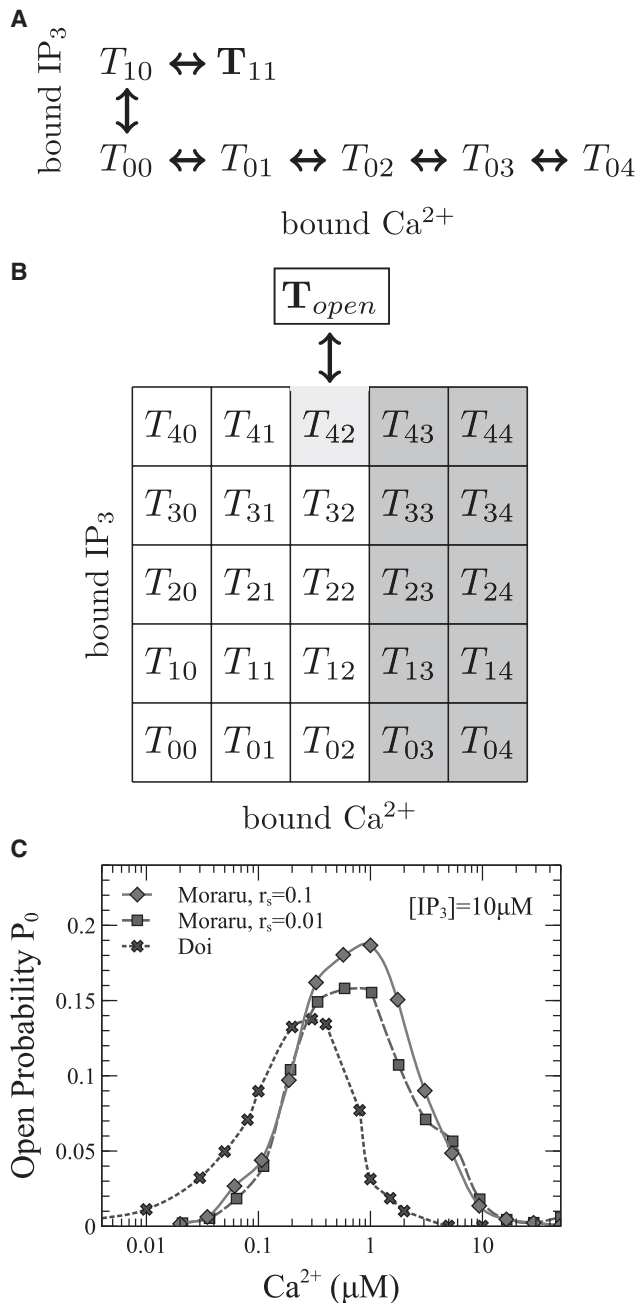 A
bound IP₃
T₁₀ ↔ T₁₁
T₀₀ ↔ T₀₁ ↔ T₀₂ ↔ T₀₃ ↔ T₀₄
bound Ca²⁺
B
T_open
bound IP₃
T₄₀ T₄₁ T₄₂ T₄₃ T₄₄
T₃₀ T₃₁ T₃₂ T₃₃ T₃₄
T₂₀ T₂₁ T₂₂ T₂₃ T₂₄
T₁₀ T₁₁ T₁₂ T₁₃ T₁₄
T₀₀ T₀₁ T₀₂ T₀₃ T₀₄
bound Ca²⁺
C
Open Probability P₀
Moraru, rₛ=0.1
Moraru, rₛ=0.01
Doi
[IP₃]=10μM
0.2
0.15
0.1
0.05
0
0.01 0.1 1 10
Ca²⁺ (μM)